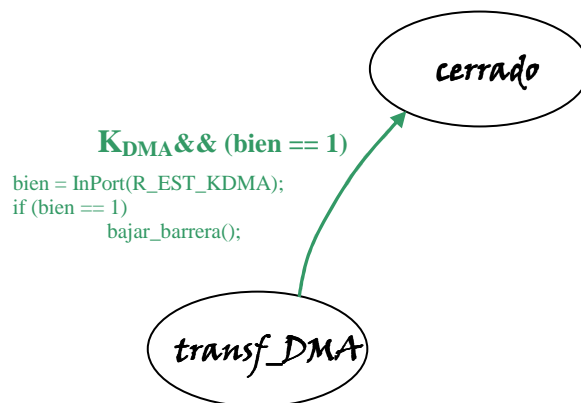 cerrado
KDMA&& (bien == 1)
bien = InPort(R_EST_KDMA);
if (bien == 1)
bajar_barrera();
transf_DMA